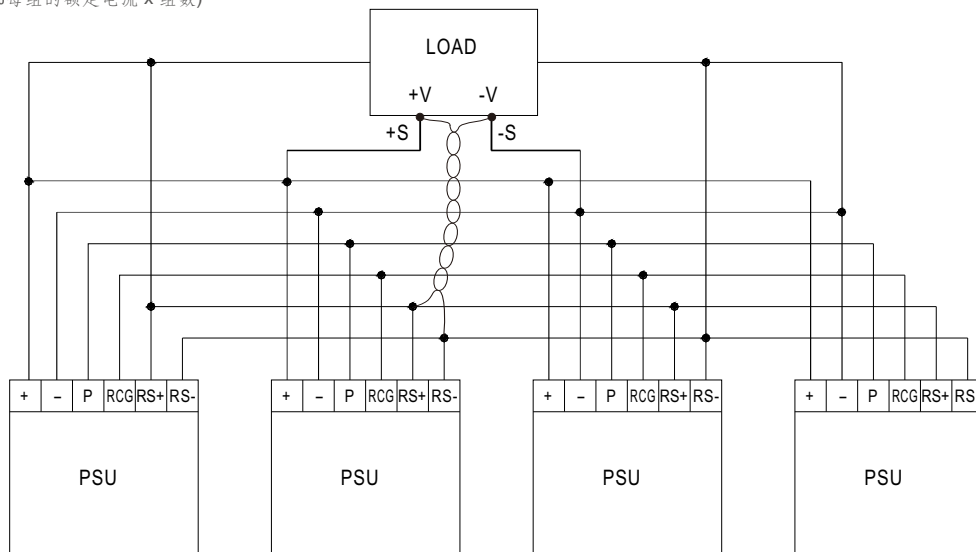 每组的额定电流 x 组数)
LOAD
+V -V
+S -S
+ – P RCG RS+ RS- + – P RCG RS+ RS- + – P RCG RS+ RS- + – P RCG RS+ RS
PSU PSU PSU PSU